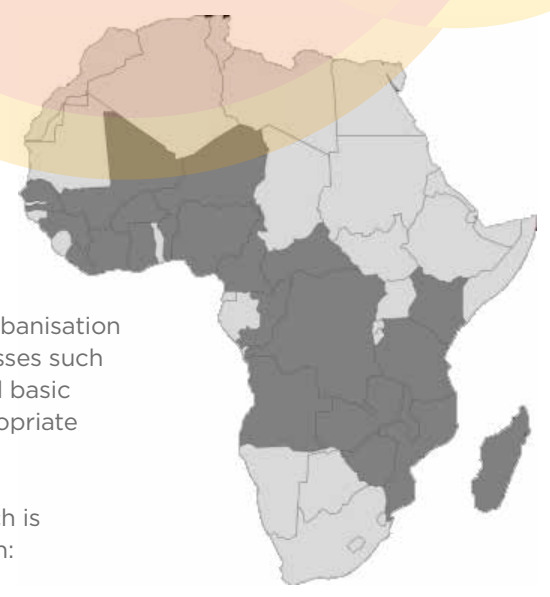 banisation
sses such
l basic
opriate
h is
n: